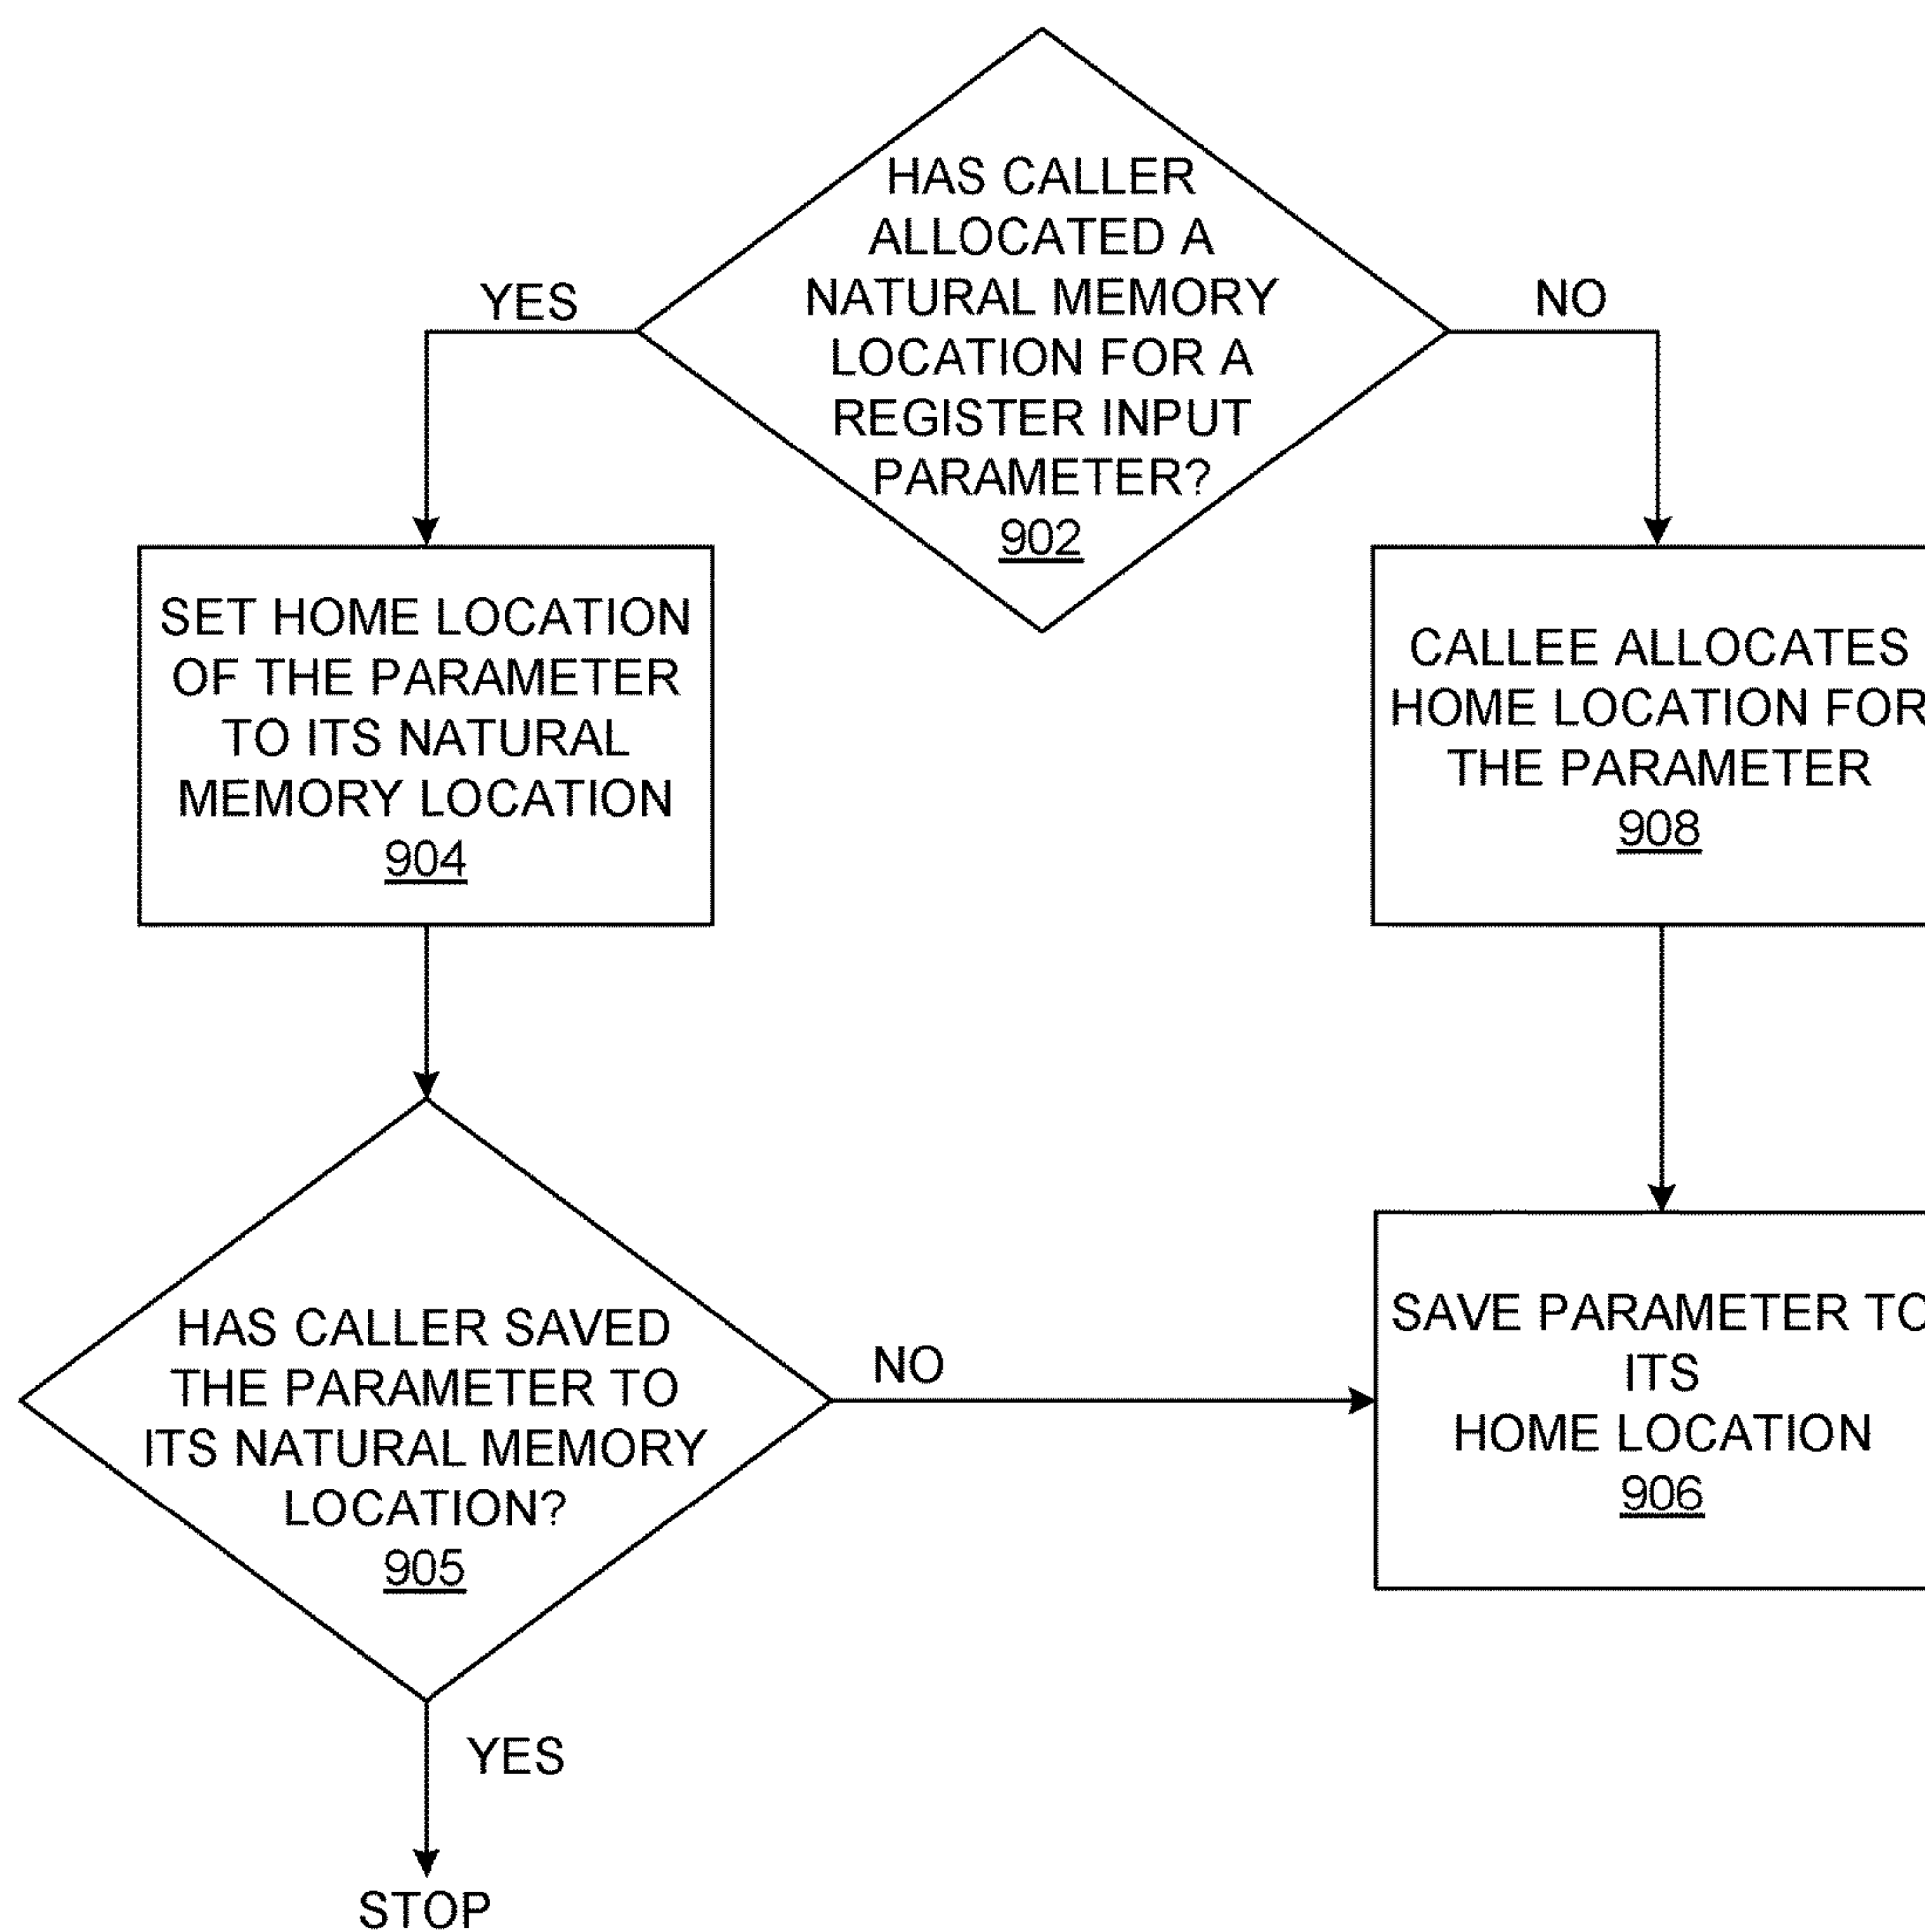 HAS CALLER
ALLOCATED A
NATURAL MEMORY
LOCATION FOR A
REGISTER INPUT
PARAMETER?
902
YES
NO
SET HOME LOCATION
OF THE PARAMETER
TO ITS NATURAL
MEMORY LOCATION
904
CALLEE ALLOCATES
HOME LOCATION FOR
THE PARAMETER
908
HAS CALLER SAVED
THE PARAMETER TO
ITS NATURAL MEMORY
LOCATION?
905
NO
SAVE PARAMETER TO
ITS
HOME LOCATION
906
YES
STOP